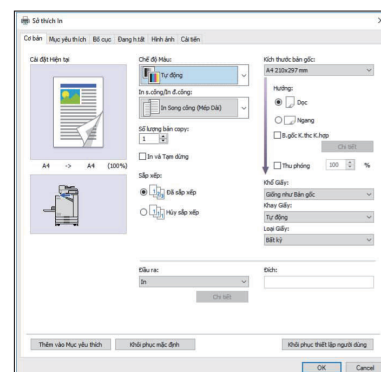 Sở thích In
Cơ bản Mục yêu thích Bố cục Dạng h.tất Hình ảnh Cải tiến
Cài đặt Hiện tại
A4 -> A4 (100%)
Chế độ Màu:
Tự động
In s.công/In đ.công:
In Song công (Mép Dài)
Số lượng bản copy:
1
In và Tạm dừng
Sắp xếp:
Đã sắp xếp
Hủy sắp xếp
Đầu ra:
In
Chi tiết
Kích thước bản gốc:
A4 210x297 mm
Hướng:
Dọc
Ngang
B.gốc K.thc K.hợp
Chi tiết
Thu phóng 100 %
Khổ Giấy:
Giống như Bản gốc
Khay Giấy:
Tự động
Loại Giấy:
Bất kỳ
Đích:
Thêm vào Mục yêu thích Khôi phục mặc định Khôi phục thiết lập người dùng
OK Cancel